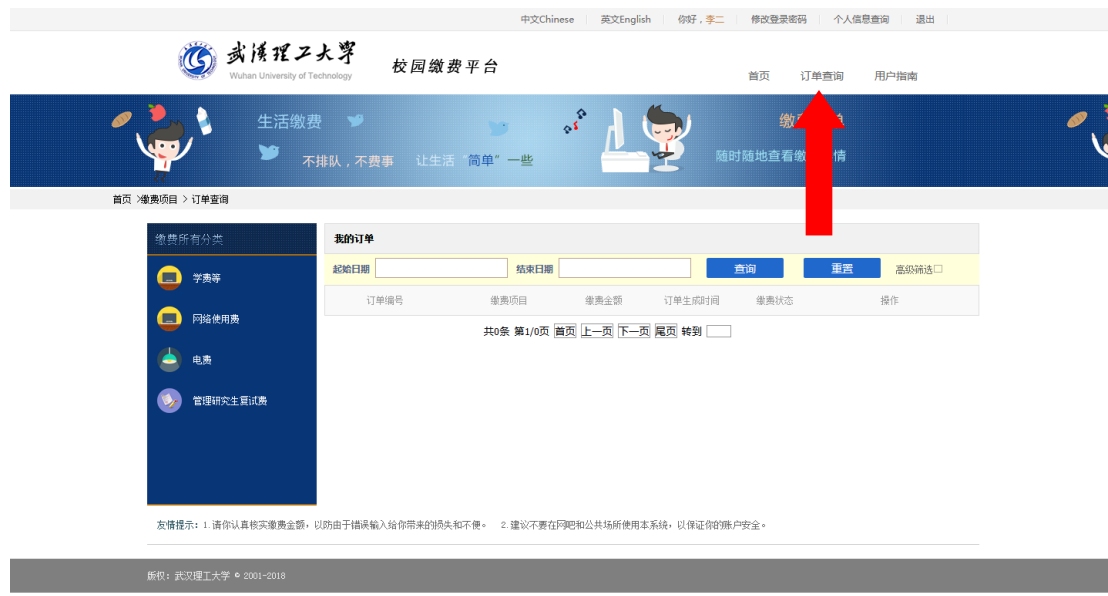 中文Chinese 英文English 你好，李二 修改登录密码 个人信息查询 退出
武汉理工大学
Wuhan University of Technology
校园缴费平台
首页 订单查询 用户指南
生活缴费
不排队，不费事 让生活“简单”一些
缴 单
随时随地查看缴 情
首页 >缴费项目 > 订单查询
缴费所有分类
学费等
网络使用费
电费
管理研究生复试费
我的订单
起始日期 结束日期 查询 重置 高级筛选
订单编号 缴费项目 缴费金额 订单生成时间 缴费状态 操作
共0条 第1/0页 首页 上一页 下一页 尾页 转到
友情提示：1.请你认真核实缴费金额，以防由于错误输入给你带来的损失和不便。 2.建议不要在网吧和公共场所使用本系统，以保证你的账户安全。
版权：武汉理工大学 © 2001-2018